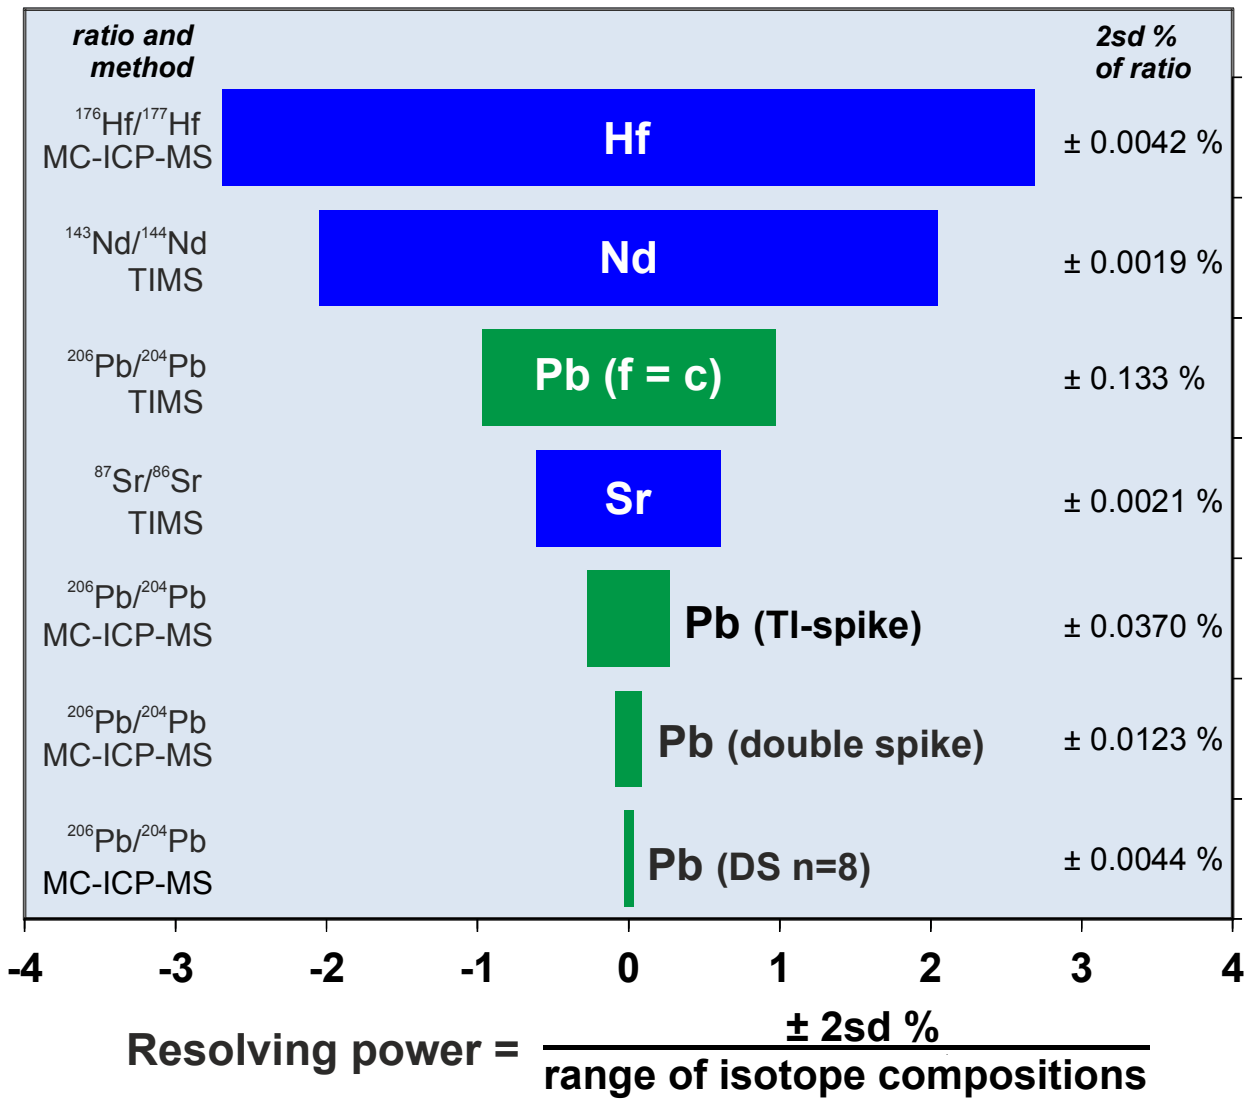 ratio and
method
2sd %
of ratio
¹⁷⁶Hf/¹⁷⁷Hf
MC-ICP-MS
Hf
± 0.0042 %
¹⁴³Nd/¹⁴⁴Nd
TIMS
Nd
± 0.0019 %
²⁰⁶Pb/²⁰⁴Pb
TIMS
Pb (f = c)
± 0.133 %
⁸⁷Sr/⁸⁶Sr
TIMS
Sr
± 0.0021 %
²⁰⁶Pb/²⁰⁴Pb
MC-ICP-MS
Pb (Tl-spike)
± 0.0370 %
²⁰⁶Pb/²⁰⁴Pb
MC-ICP-MS
Pb (double spike)
± 0.0123 %
²⁰⁶Pb/²⁰⁴Pb
MC-ICP-MS
Pb (DS n=8)
± 0.0044 %
-4 -3 -2 -1 0 1 2 3 4
Resolving power =
± 2sd %
range of isotope compositions